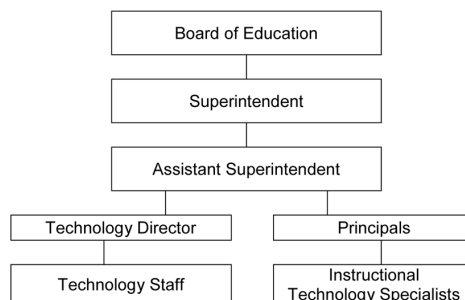 Board of Education
Superintendent
Assistant Superintendent
Technology Director
Principals
Technology Staff
Instructional
Technology Specialists